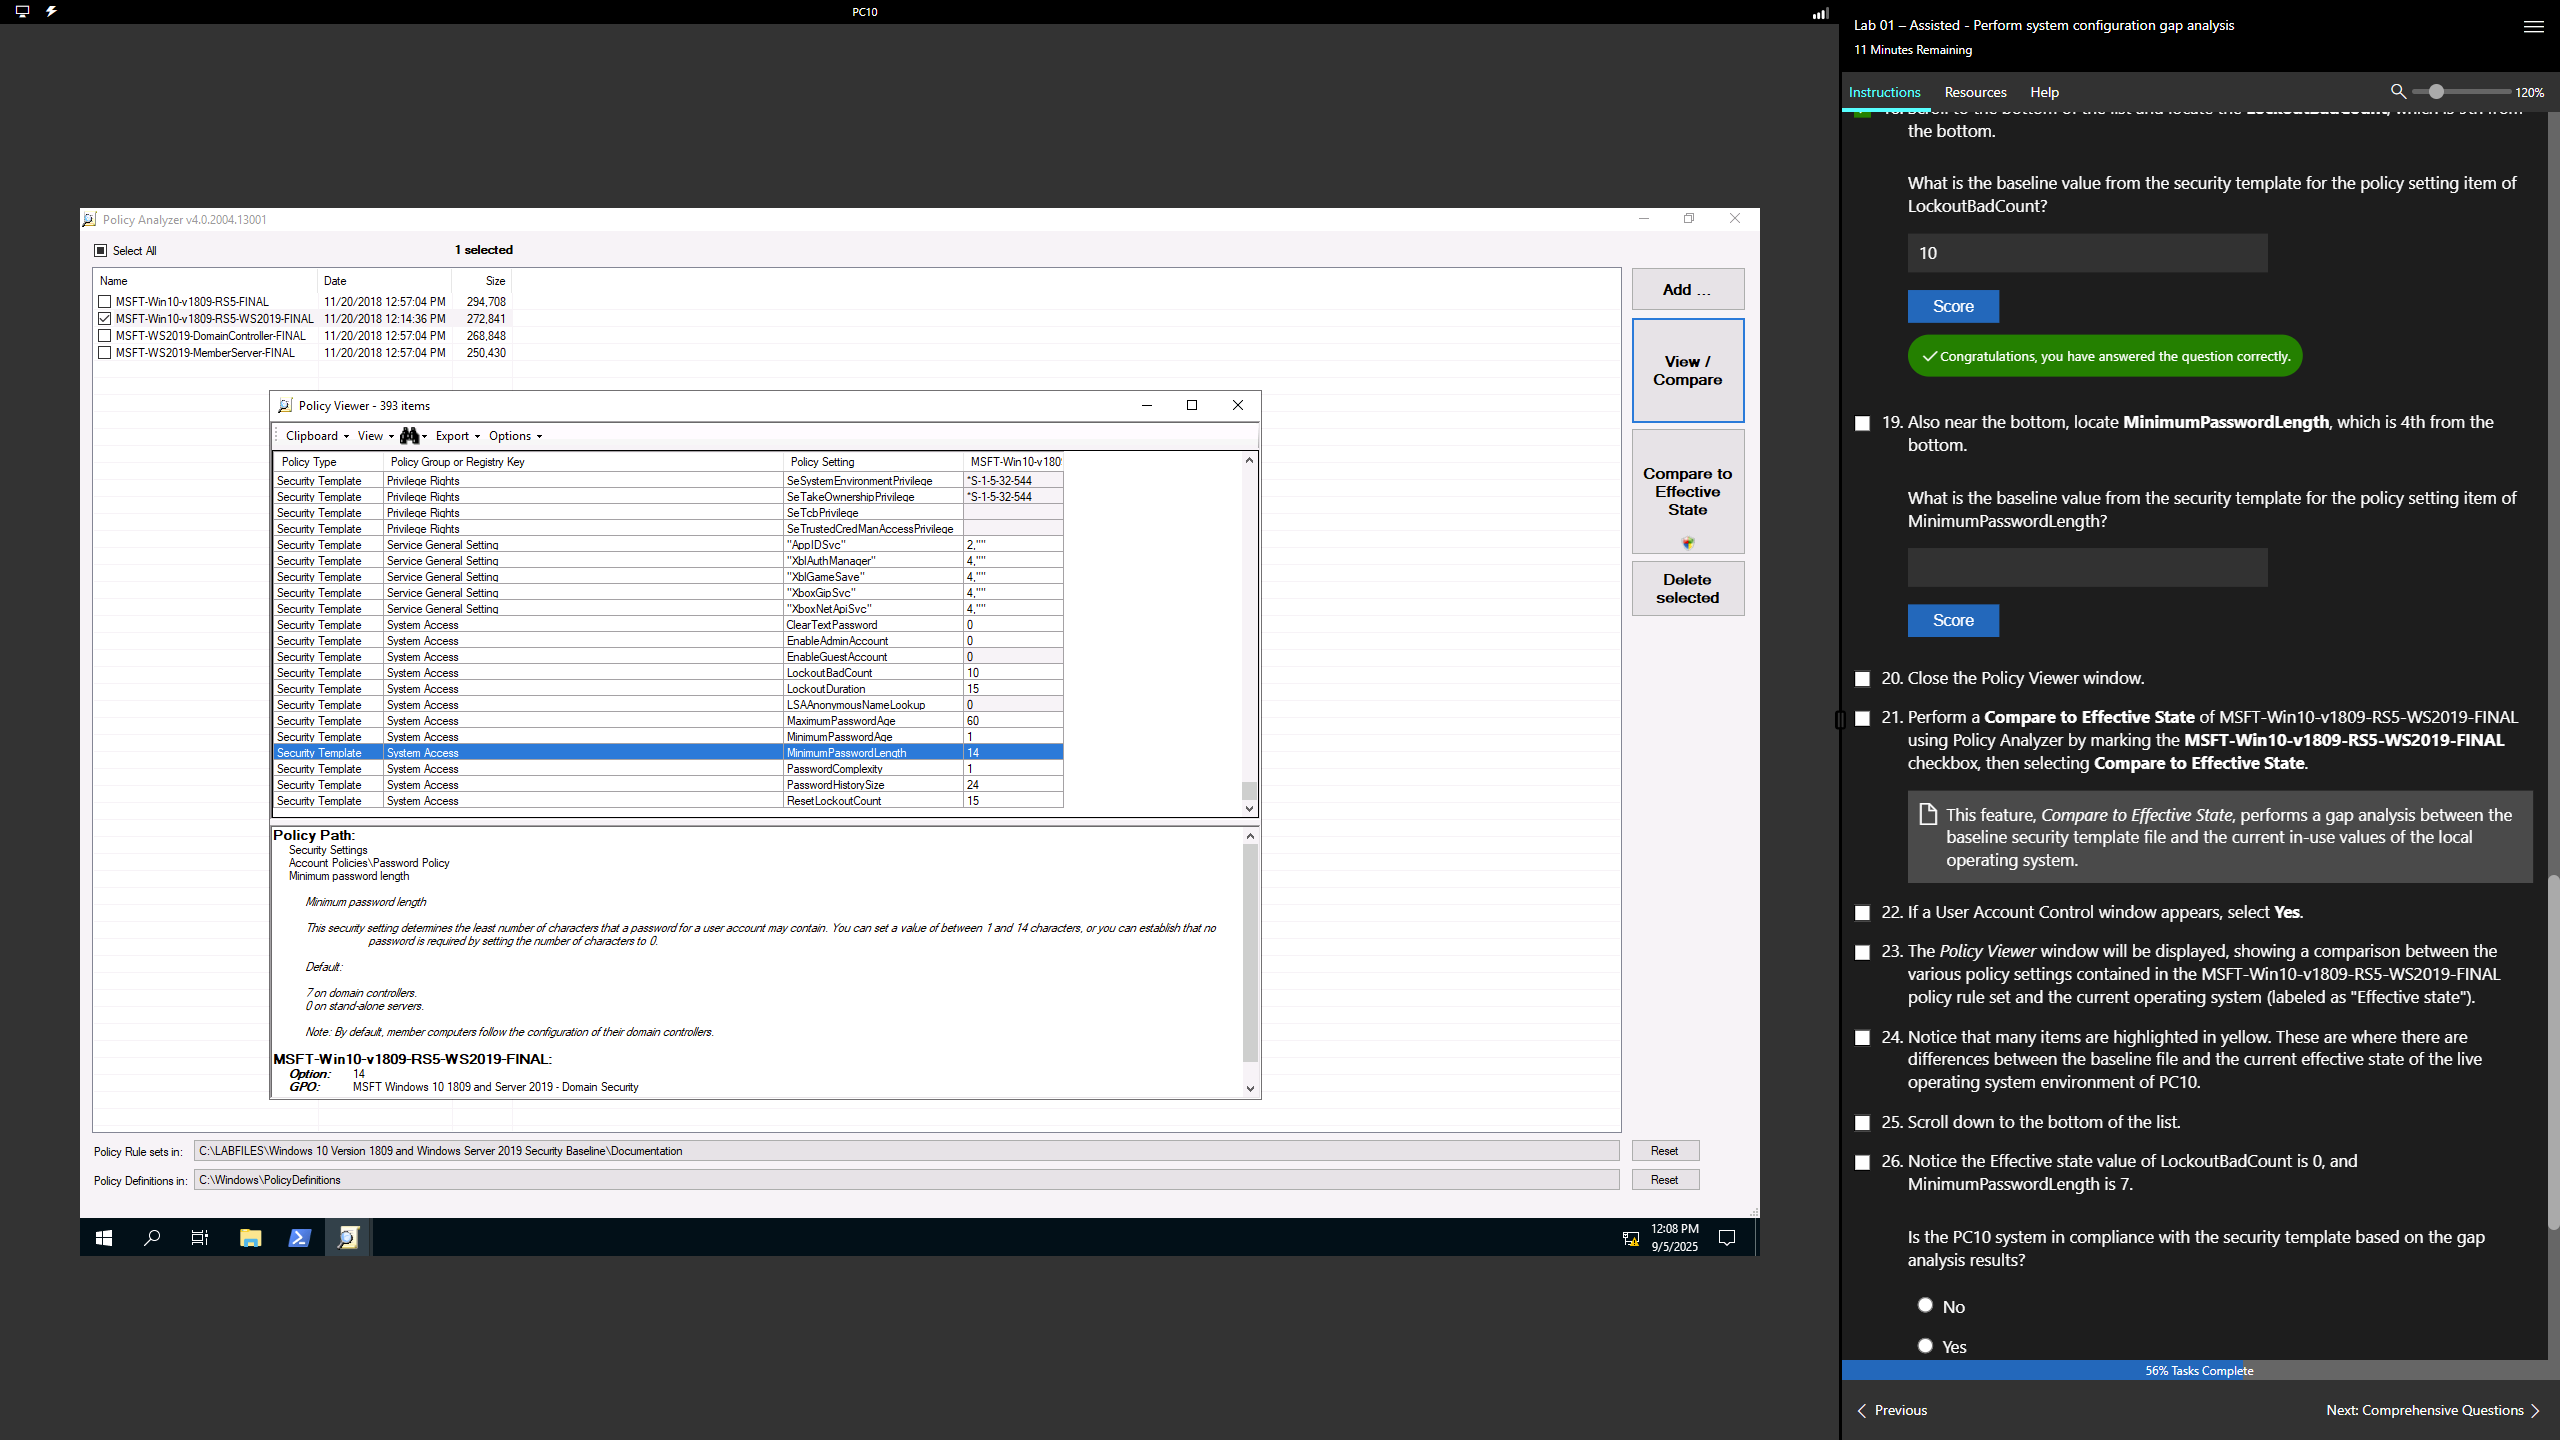 PC10
Policy Analyzer v4.0.2004.13001
Select All
1 selected
Name Date Size
MSFT-Win10-v1809-RS5-FINAL 11/20/2018 12:57:04 PM 294,708
MSFT-Win10-v1809-RS5-WS2019-FINAL 11/20/2018 12:14:36 PM 272,841
MSFT-WS2019-DomainController-FINAL 11/20/2018 12:57:04 PM 268,848
MSFT-WS2019-MemberServer-FINAL 11/20/2018 12:57:04 PM 250,430
Add ...
View /
Compare
Compare to
Effective
State
Delete
selected
Policy Viewer - 393 items
Clipboard View Export Options
Policy Type Policy Group or Registry Key Policy Setting MSFT-Win10-v180
Security Template Privilege Rights SeSystemEnvironmentPrivilege *S-1-5-32-544
Security Template Privilege Rights SeTakeOwnershipPrivilege *S-1-5-32-544
Security Template Privilege Rights SeTcbPrivilege
Security Template Privilege Rights SeTrustedCredManAccessPrivilege
Security Template Service General Setting "AppIDSvc" 2,""
Security Template Service General Setting "XblAuthManager" 4,""
Security Template Service General Setting "XblGameSave" 4,""
Security Template Service General Setting "XboxGipSvc" 4,""
Security Template Service General Setting "XboxNetApiSvc" 4,""
Security Template System Access ClearTextPassword 0
Security Template System Access EnableAdminAccount 0
Security Template System Access EnableGuestAccount 0
Security Template System Access LockoutBadCount 10
Security Template System Access LockoutDuration 15
Security Template System Access LSAAnonymousNameLookup 0
Security Template System Access MaximumPasswordAge 60
Security Template System Access MinimumPasswordAge 1
Security Template System Access MinimumPasswordLength 14
Security Template System Access PasswordComplexity 1
Security Template System Access PasswordHistorySize 24
Security Template System Access ResetLockoutCount 15
Policy Path:
Security Settings
Account Policies\Password Policy
Minimum password length
Minimum password length
This security setting determines the least number of characters that a password for a user account may contain. You can set a value of between 1 and 14 characters, or you can establish that no
password is required by setting the number of characters to 0.
Default:
7 on domain controllers.
0 on stand-alone servers.
Note: By default, member computers follow the configuration of their domain controllers.
MSFT-Win10-v1809-RS5-WS2019-FINAL:
Option: 14
GPO: MSFT Windows 10 1809 and Server 2019 - Domain Security
Policy Rule sets in: C:\LABFILES\Windows 10 Version 1809 and Windows Server 2019 Security Baseline\Documentation Reset
Policy Definitions in: C:\Windows\PolicyDefinitions Reset
12:08 PM
9/5/2025
Lab 01 – Assisted - Perform system configuration gap analysis
11 Minutes Remaining
Instructions Resources Help 120%
18. Scroll to the bottom of the list and locate the LockoutBadCount, which is 9th from
the bottom.
What is the baseline value from the security template for the policy setting item of
LockoutBadCount?
10
Score
Congratulations, you have answered the question correctly.
19. Also near the bottom, locate MinimumPasswordLength, which is 4th from the
bottom.
What is the baseline value from the security template for the policy setting item of
MinimumPasswordLength?
Score
20. Close the Policy Viewer window.
21. Perform a Compare to Effective State of MSFT-Win10-v1809-RS5-WS2019-FINAL
using Policy Analyzer by marking the MSFT-Win10-v1809-RS5-WS2019-FINAL
checkbox, then selecting Compare to Effective State.
This feature, Compare to Effective State, performs a gap analysis between the
baseline security template file and the current in-use values of the local
operating system.
22. If a User Account Control window appears, select Yes.
23. The Policy Viewer window will be displayed, showing a comparison between the
various policy settings contained in the MSFT-Win10-v1809-RS5-WS2019-FINAL
policy rule set and the current operating system (labeled as "Effective state").
24. Notice that many items are highlighted in yellow. These are where there are
differences between the baseline file and the current effective state of the live
operating system environment of PC10.
25. Scroll down to the bottom of the list.
26. Notice the Effective state value of LockoutBadCount is 0, and
MinimumPasswordLength is 7.
Is the PC10 system in compliance with the security template based on the gap
analysis results?
No
Yes
56% Tasks Complete
Previous
Next: Comprehensive Questions